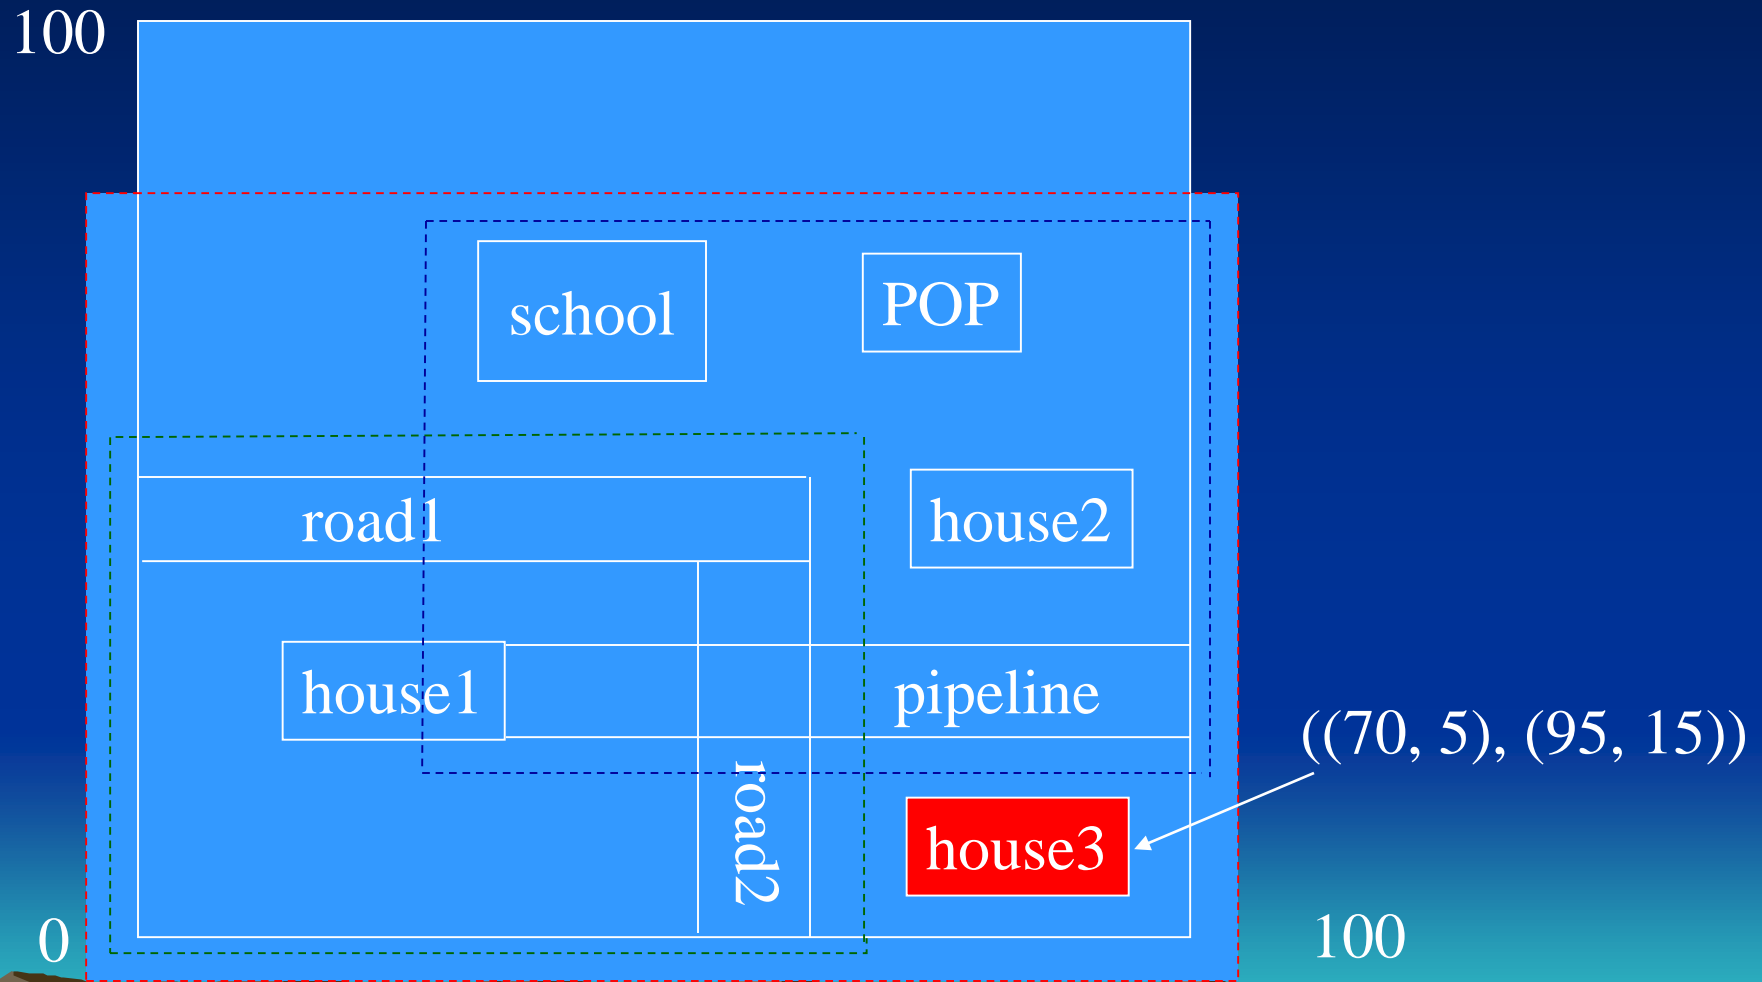 100
school
POP
road1
house2
house1
pipeline
((70, 5), (95, 15))
road2
house3
0
100